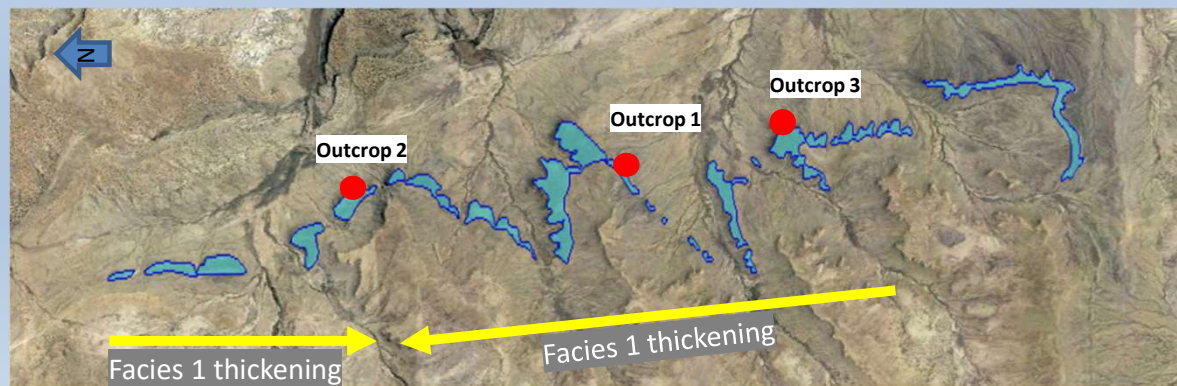 N
Outcrop 3
Outcrop 1
Outcrop 2
Facies 1 thickening
Facies 1 thickening